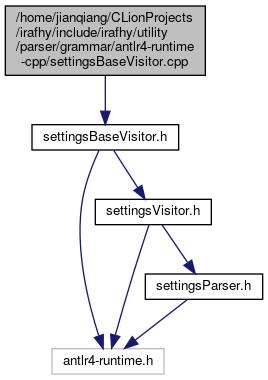 /home/jianqiang/CLionProjects
/irafhy/include/irafhy/utility
/parser/grammar/antlr4-runtime
-cpp/settingsBaseVisitor.cpp
settingsBaseVisitor.h
settingsVisitor.h
settingsParser.h
antlr4-runtime.h